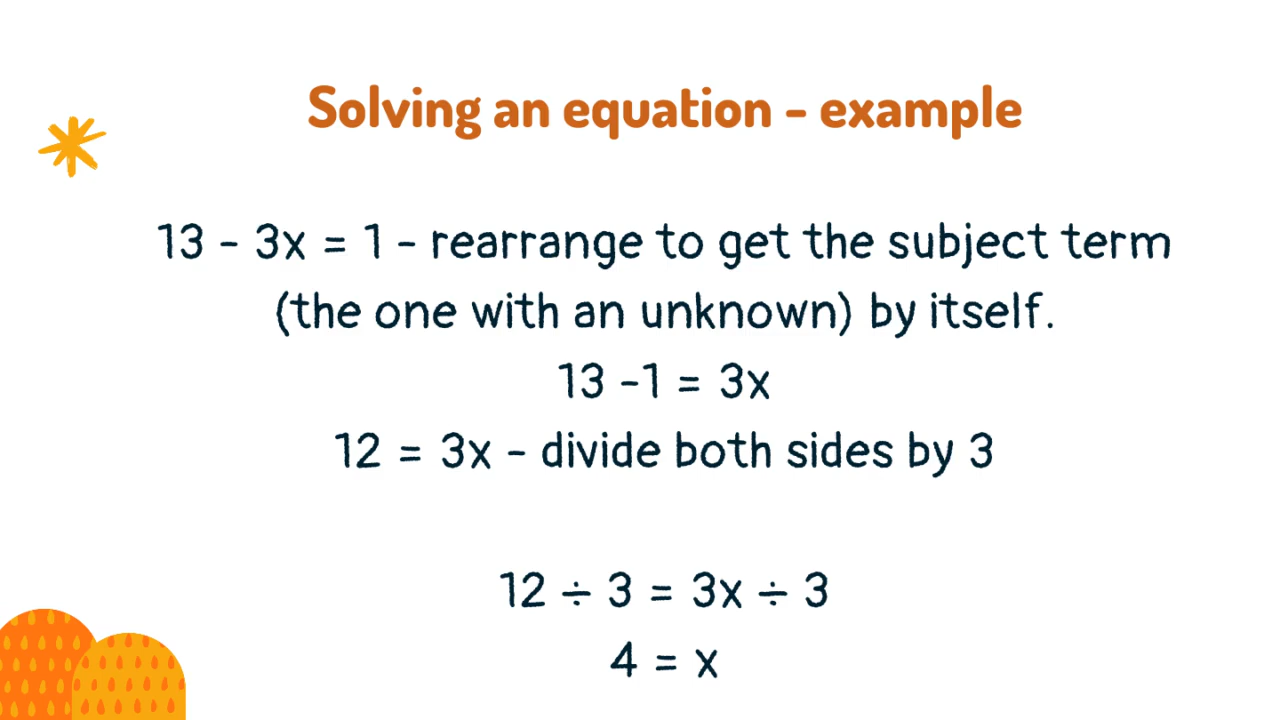 Solving an equation - example
13 - 3x = 1 - rearrange to get the subject term
(the one with an unknown) by itself.
13 -1 = 3x
12 = 3x - divide both sides by 3
12 ÷ 3 = 3x ÷ 3
4 = x